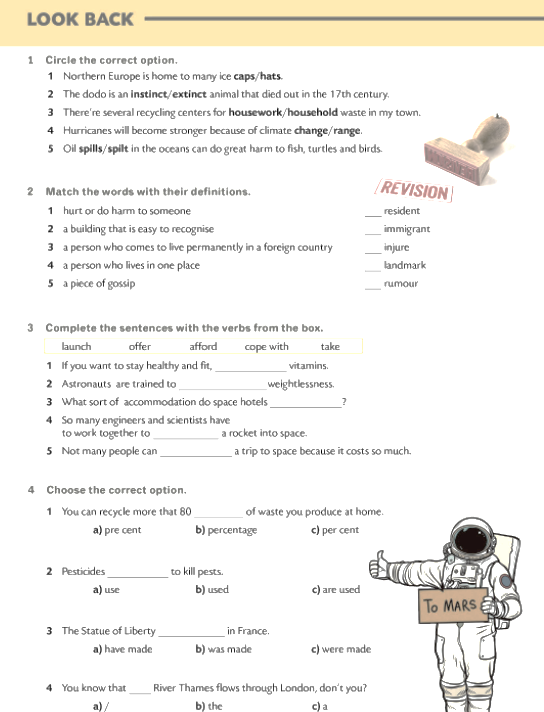 LOOK BACK
1 Circle the correct option.
1 Northern Europe is home to many ice caps/hats.
2 The dodo is an instinct/extinct animal that died out in the 17th century.
3 There're several recycling centers for housework/household waste in my town.
4 Hurricanes will become stronger because of climate change/range.
5 Oil spills/spilt in the oceans can do great harm to fish, turtles and birds.
REVISION
2 Match the words with their definitions.
1 hurt or do harm to someone ___ resident
2 a building that is easy to recognise ___ immigrant
3 a person who comes to live permanently in a foreign country ___ injure
4 a person who lives in one place ___ landmark
5 a piece of gossip ___ rumour
3 Complete the sentences with the verbs from the box.
launch offer afford cope with take
1 If you want to stay healthy and fit, ____________ vitamins.
2 Astronauts are trained to _______________ weightlessness.
3 What sort of accommodation do space hotels ____________?
4 So many engineers and scientists have
to work together to ___________ a rocket into space.
5 Not many people can ____________ a trip to space because it costs so much.
4 Choose the correct option.
1 You can recycle more that 80 ________ of waste you produce at home.
a) pre cent b) percentage c) per cent
2 Pesticides __________ to kill pests.
a) use b) used c) are used
3 The Statue of Liberty ___________ in France.
a) have made b) was made c) were made
4 You know that ___ River Thames flows through London, don't you?
a) / b) the c) a
To MARS